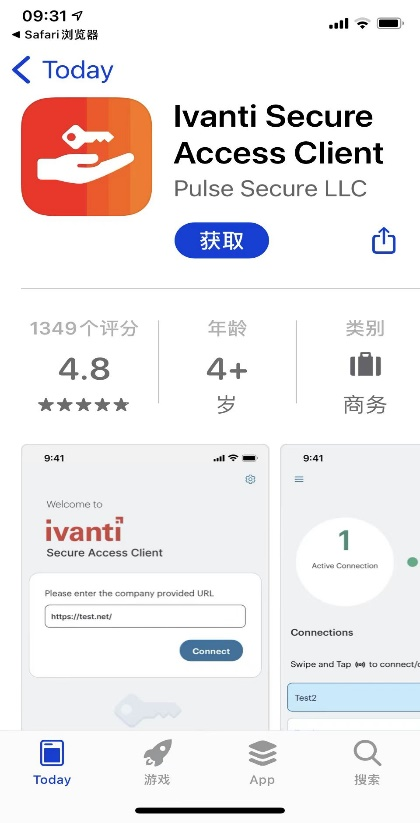 09:31
Safari浏览器
Today
Ivanti Secure
Access Client
Pulse Secure LLC
获取
1349个评分
年龄
类别
4.8
4+
岁
商务
9:41
9:41
Welcome to
ivanti
Secure Access Client
Please enter the company provided URL
https://test.net/
Connect
1
Active Connection
Connections
Swipe and Tap to connect/
Test2
Today
游戏
App
搜索